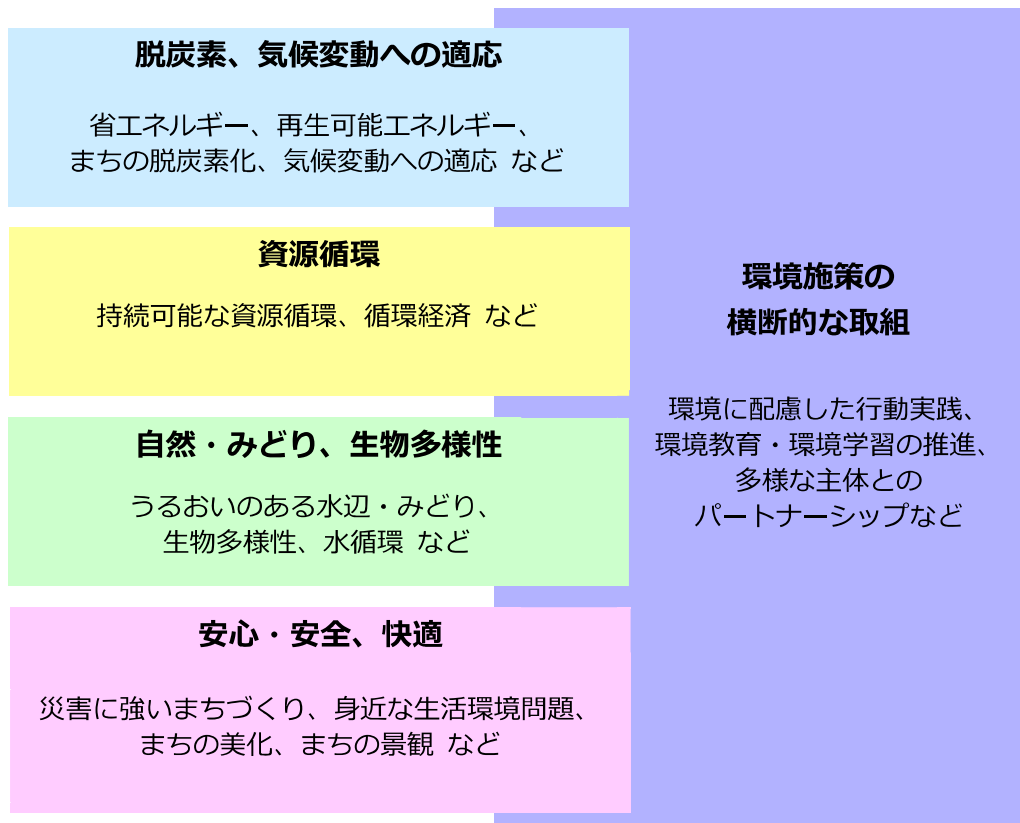 脱炭素、気候変動への適応
省エネルギー、再生可能エネルギー、
まちの脱炭素化、気候変動への適応 など
資源循環
持続可能な資源循環、循環経済 など
自然・みどり、生物多様性
うるおいのある水辺・みどり、
生物多様性、水循環 など
安心・安全、快適
災害に強いまちづくり、身近な生活環境問題、
まちの美化、まちの景観 など
環境施策の
横断的な取組
環境に配慮した行動実践、
環境教育・環境学習の推進、
多様な主体との
パートナーシップなど